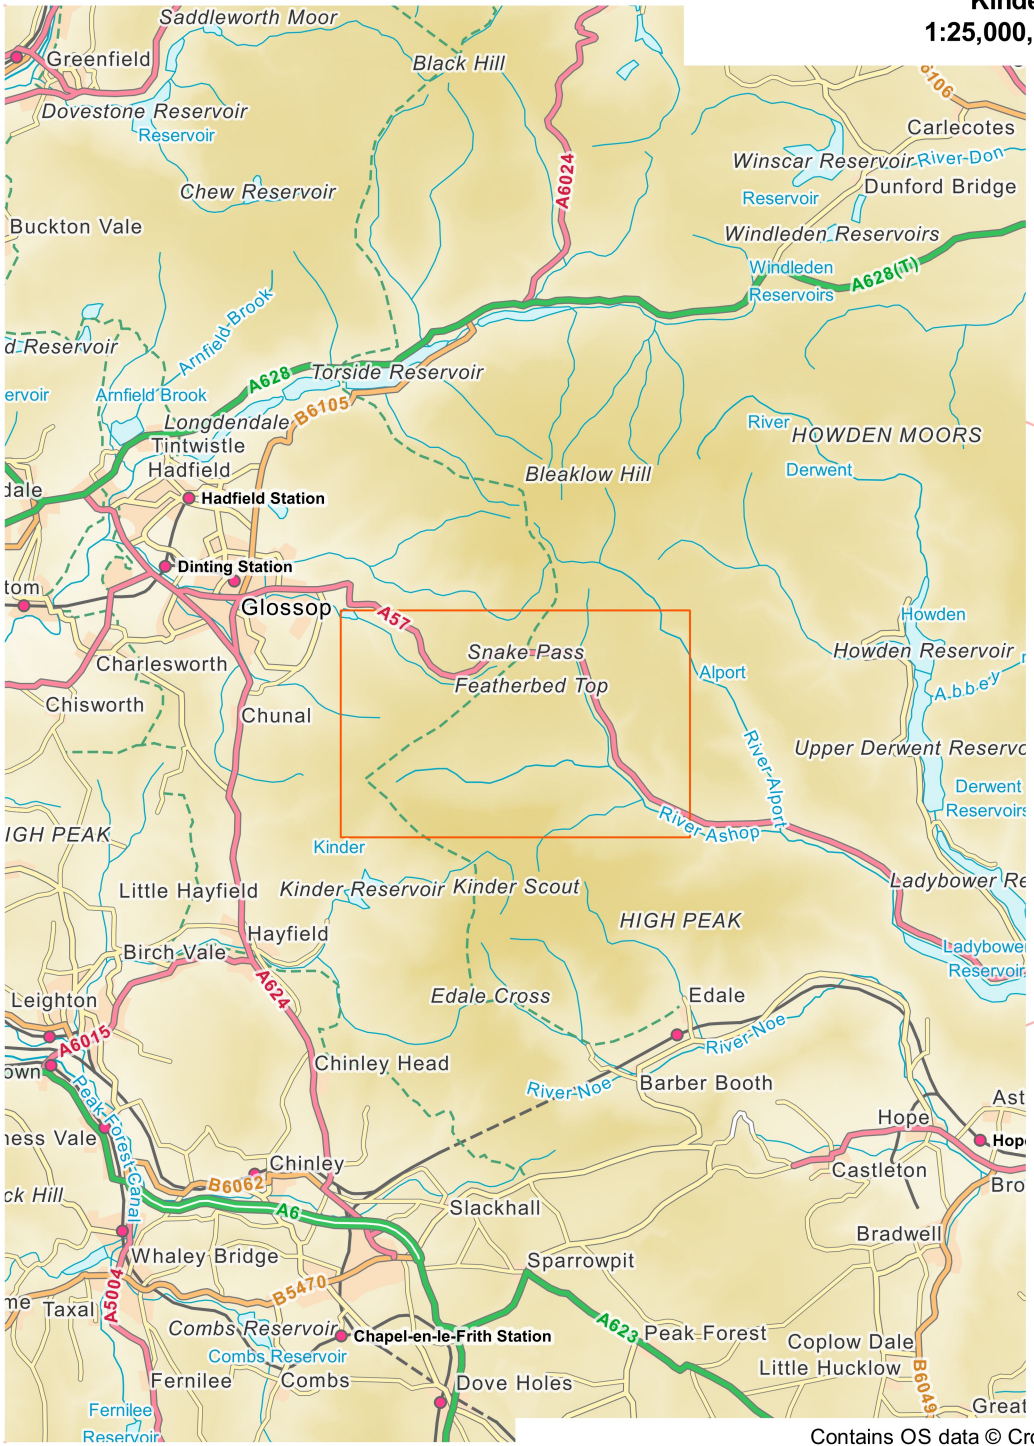 Kinde
1:25,000,
Saddleworth Moor
Greenfield
Black Hill
B6106
Dovestone Reservoir
Reservoir
Carlecotes
Winscar Reservoir
River-Don
A6024
Chew Reservoir
Dunford Bridge
Reservoir
Buckton Vale
Windleden Reservoirs
Windleden
Reservoirs
A628(T)
Arnfield-Brook
d Reservoir
Torside Reservoir
A628
ervoir
Arnfield Brook
B6105
Longdendale
River
HOWDEN MOORS
Tintwistle
Hadfield
Derwent
Bleaklow Hill
dale
Hadfield Station
Dinting Station
tom
Glossop
A57
Howden
Snake Pass
Howden Reservoir
Charlesworth
Alport
Featherbed Top
Abbey
Chisworth
Chunal
Upper Derwent Reservo
River-Alport
Derwent
Reservoirs
River-Ashop
IGH PEAK
Kinder
Ladybower Re
Little Hayfield
Kinder Reservoir
Kinder Scout
HIGH PEAK
Hayfield
Birch Vale
Ladybower
Reservoir
A624
Leighton
Edale Cross
Edale
A6015
River-Noe
own
Chinley Head
Barber Booth
River-Noe
Peak-Forest-Canal
Ast
Hope
ness Vale
Hope
Chinley
Castleton
Bro
B6062
ck Hill
A6
Slackhall
Bradwell
Whaley Bridge
Sparrowpit
B5470
A5004
me
Taxal
Combs Reservoir
Chapel-en-le-Frith Station
A623
Peak Forest
Coplow Dale
Combs Reservoir
Little Hucklow
Fernilee
Combs
Dove Holes
B6049
Great
Fernilee
Reservoir
Contains OS data © Cro